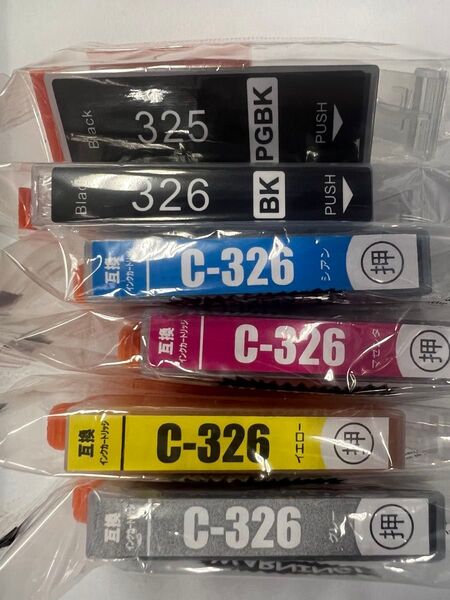 Black 325 PGBK PUSH
Black 326 BK PUSH
互換
インクカートリッジ
C-326
シアン
押
互換
インクカートリッジ
C-326
マゼンタ
押
互換
インクカートリッジ
C-326
イエロー
押
互換
インクカートリッジ
C-326
グレー
押